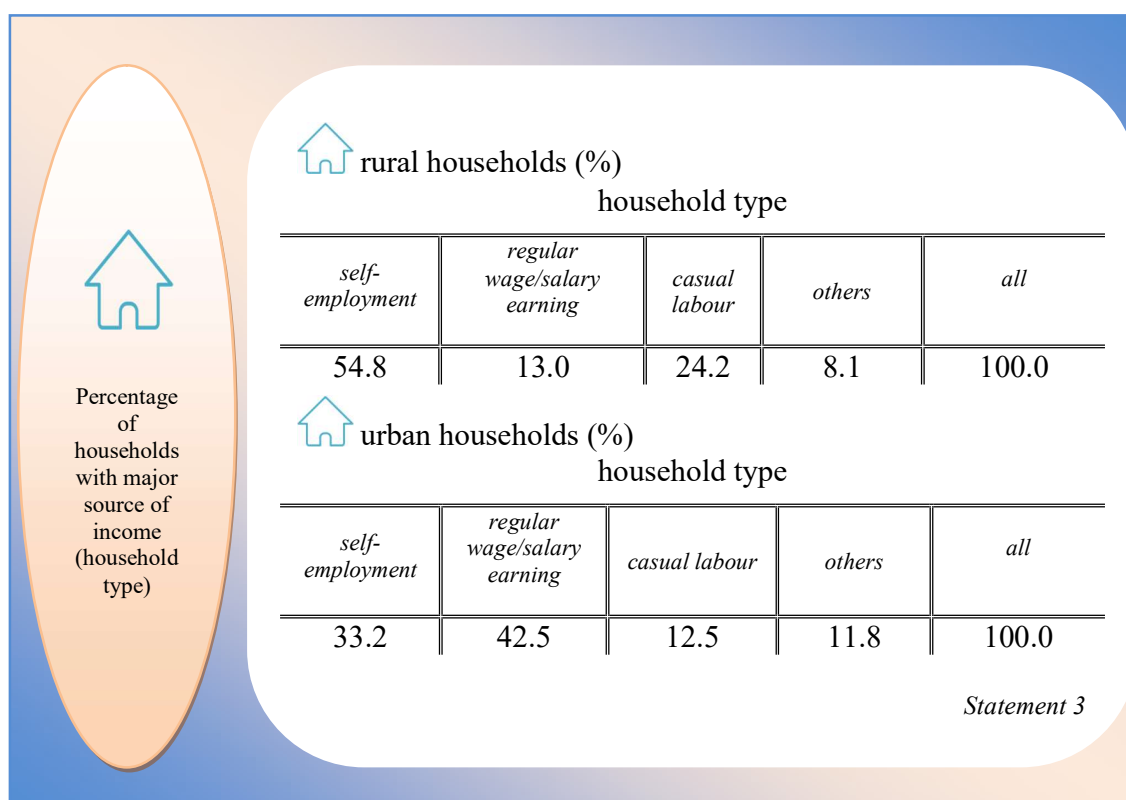 Percentage
of
households
with major
source of
income
(household
type)
rural households (%)
household type
self-
employment
regular
wage/salary
earning
casual
labour
others
all
54.8 13.0 24.2 8.1 100.0
urban households (%)
household type
self-
employment
regular
wage/salary
earning
casual labour
others
all
33.2 42.5 12.5 11.8 100.0
Statement 3